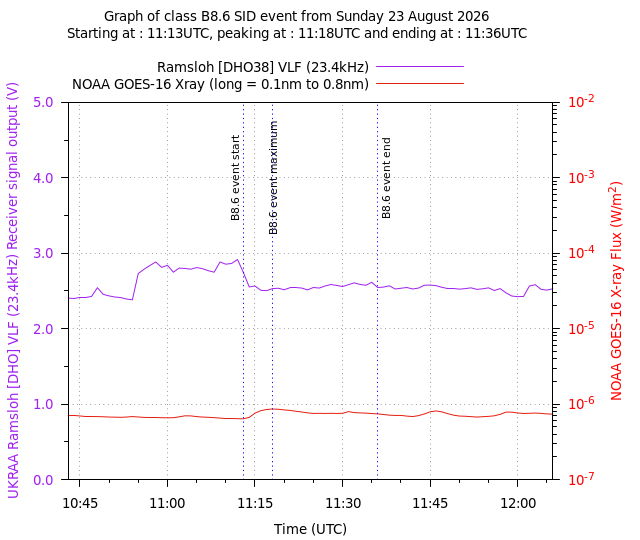 Graph of class B8.6 SID event from Sunday 23 August 2026
Starting at : 11:13UTC, peaking at : 11:18UTC and ending at : 11:36UTC
Ramsloh [DHO38] VLF (23.4kHz)
NOAA GOES-16 Xray (long = 0.1nm to 0.8nm)
UKRAA Ramsloh [DHO] VLF (23.4kHz) Receiver signal output (V)
5.0
4.0
3.0
2.0
1.0
0.0
B8.6 event start
B8.6 event maximum
B8.6 event end
10-2
10-3
10-4
10-5
10-6
10-7
NOAA GOES-16 X-ray Flux (W/m2)
10:45
11:00
11:15
11:30
11:45
12:00
Time (UTC)